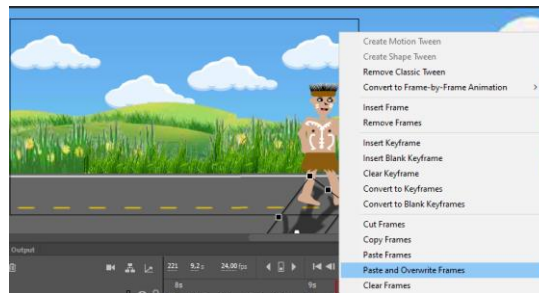 Create Motion Tween
Create Shape Tween
Remove Classic Tween
Convert to Frame-by-Frame Animation >
Insert Frame
Remove Frames
Insert Keyframe
Insert Blank Keyframe
Clear Keyframe
Convert to Keyframes
Convert to Blank Keyframes
Cut Frames
Copy Frames
Paste Frames
Paste and Overwrite Frames
Clear Frames
Output
221 9,2 s 24,00 fps
8s 9s